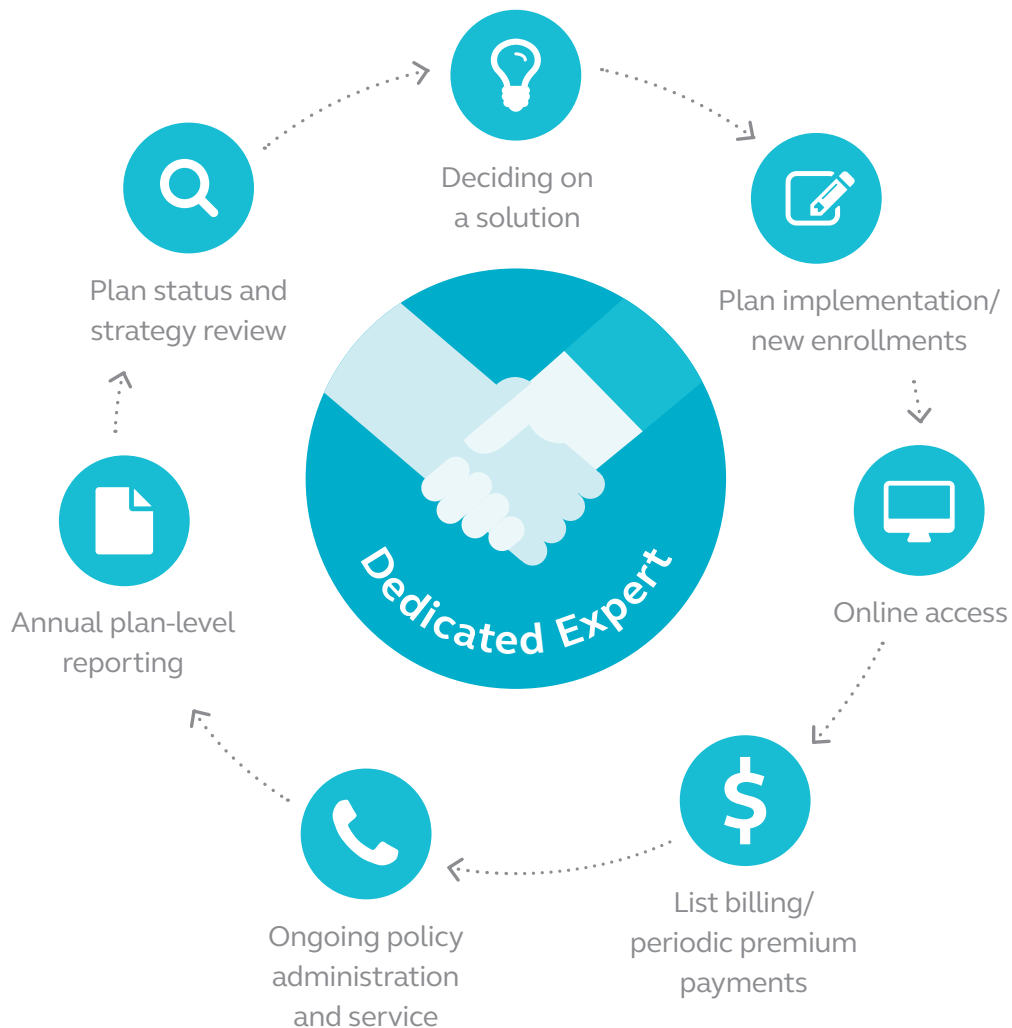 Deciding on
a solution
Plan implementation/
new enrollments
Online access
List billing/
periodic premium
payments
Ongoing policy
administration
and service
Annual plan-level
reporting
Plan status and
strategy review
Dedicated Expert